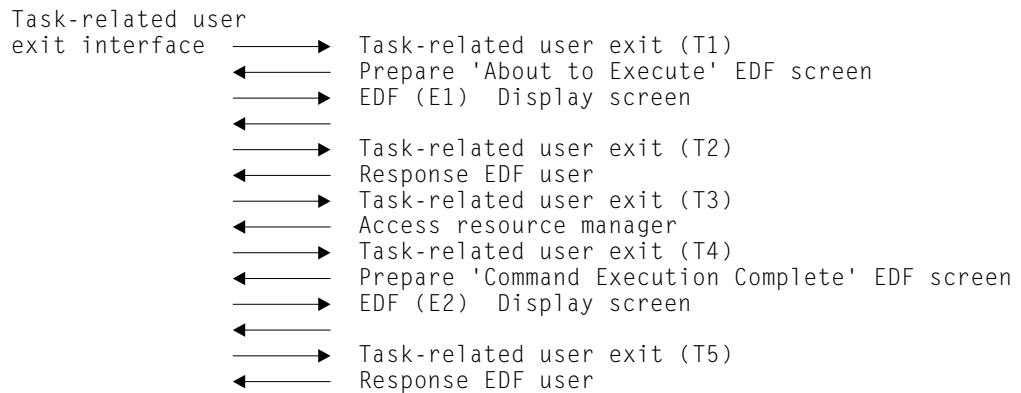 Task-related user
exit interface Task-related user exit (T1)
Prepare 'About to Execute' EDF screen
EDF (E1) Display screen
Task-related user exit (T2)
Response EDF user
Task-related user exit (T3)
Access resource manager
Task-related user exit (T4)
Prepare 'Command Execution Complete' EDF screen
EDF (E2) Display screen
Task-related user exit (T5)
Response EDF user